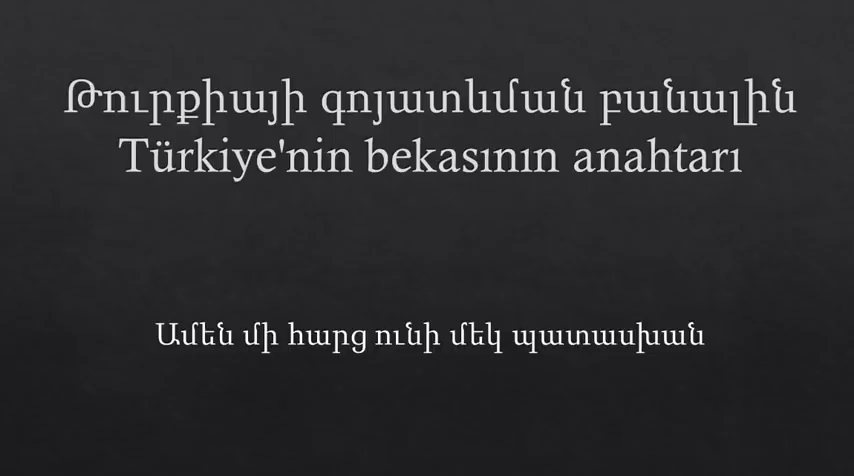 Թուրքիայի գոյատևման բանալին
Türkiye'nin bekasının anahtarı
Ամեն մի հարց ունի մեկ պատասխան